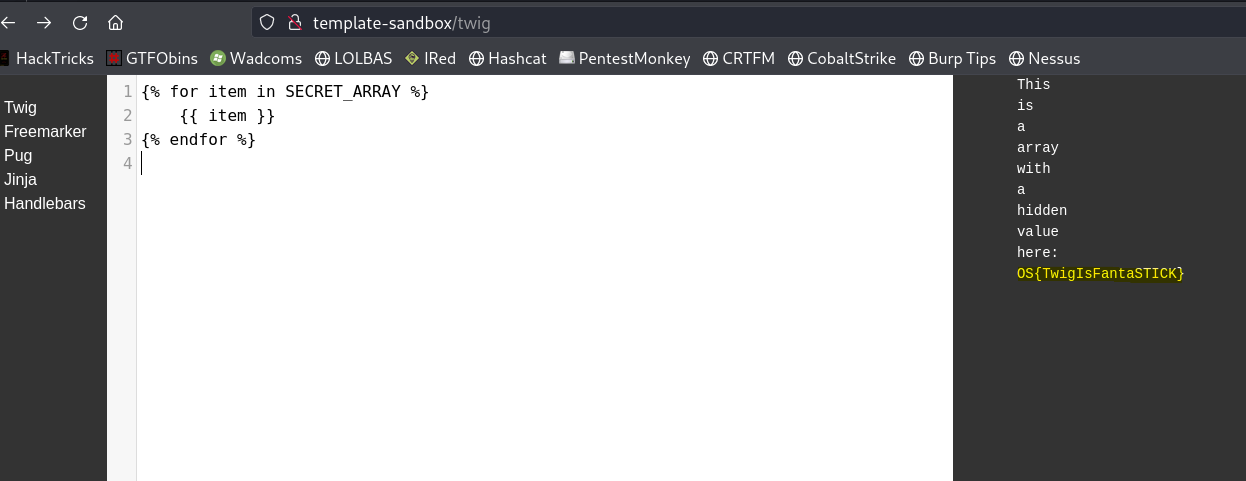 template-sandbox/twig
HackTricks GTFObins Wadcoms LOLBAS IRed Hashcat PentestMonkey CRTFM CobaltStrike Burp Tips Nessus
Twig
Freemarker
Pug
Jinja
Handlebars
1 {% for item in SECRET_ARRAY %}
2     {{ item }}
3 {% endfor %}
4
This
is
a
array
with
a
hidden
value
here:
OS{TwigIsFantaSTICK}